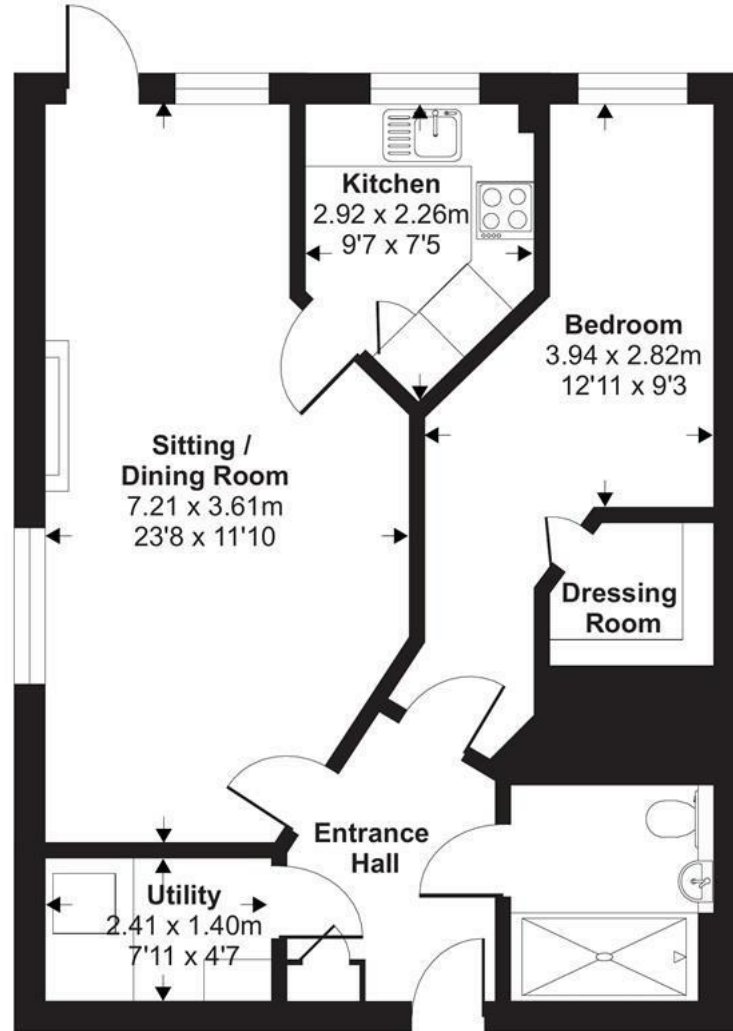 Kitchen
2.92 x 2.26m
9'7 x 7'5
Bedroom
3.94 x 2.82m
12'11 x 9'3
Sitting /
Dining Room
7.21 x 3.61m
23'8 x 11'10
Dressing
Room
Entrance
Hall
Utility
2.41 x 1.40m
7'11 x 4'7